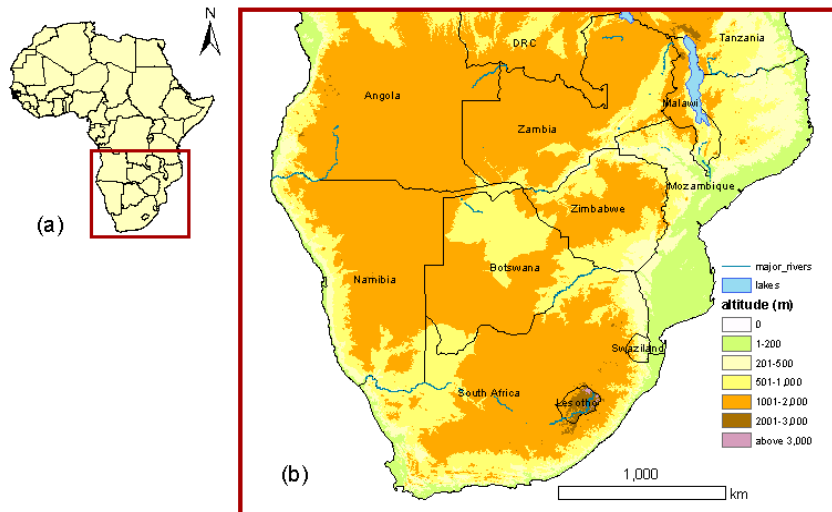 N
(a)
DRC
Tanzania
Angola
Malawi
Zambia
Mozambique
Zimbabwe
Botswana
Namibia
Swaziland
South Africa
Lesotho
major_rivers
lakes
altitude (m)
0
1-200
201-500
501-1,000
1001-2,000
2001-3,000
above 3,000
(b)
1,000
km